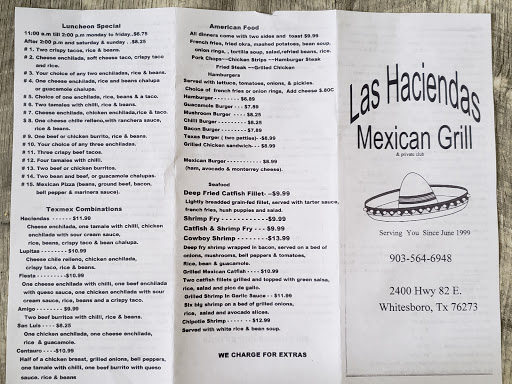 Luncheon Special
11:00 a.m till 2:00 pm monday to friday..$6.75
After 2:00 p.m and saturday & sunday . .$8.25
# 1. Two crispy tacos, rice & beans.
# 2. Cheese enchilada, soft cheese taco, crispy taco
and rice.
# 3. Your choice of any two enchiladas, rice & beans.
# 4. One cheese enchilada, rice and beans chalupa
or guacamole chalupa.
# 5. Choice of one enchilada, rice, beans & a taco.
# 6. Two tamales with chilli, rice & beans.
# 7. Cheese enchilada, chicken enchilada,rice & taco.
# 8. One cheese chille relleno,with ranchera sauce,
rice & beans.
# 9. One beef or chicken burrito, rice & beans.
# 10. Your choice of any three enchiladas.
# 11. Three crispy beef tacos.
# 12. Four tamales with chilli.
# 13. Two beef or chicken burritos.
# 14. Two bean and beef, or guacamole chalupas.
# 15. Mexican Pizza (beans, ground beef, bacon,
bell pepper & marinera sauce).
Texmex Combinations
Haciendas - - - - - - $11.99
Cheese enchilada, one tamale with chilli, chicken
enchilada with sour cream sauce,
rice, beans, crispy taco & bean chalupa.
Lupitas --------- $10.99
Cheese chile relleno, chicken enchilada,
crispy taco, rice & beans.
Fiesta ---------$10.99
One cheese enchilada with chilli, one beef enchilada
with queso sauce, one chicken enchilada with sour
cream sauce, rice, beans and a crispy taco.
Amigo -------- $9.99
Two beef burritos with chilli, rice & beans.
San Luis - - - - $8.25
One chicken enchilada, one cheese enchilada,
rice & guacamole.
Centauro - - - -$10.99
Half of a chicken breast, grilled onions, bell peppers,
one tamale with chilli, one beef burrito with queso
sauce, rice & beans
American Food
All dinners come with two sides and toast $9.99
French fries, fried okra, mashed potatoes, bean soup,
onion rings, , tortilla soup, salad,refried beans, rice.
Pork Chops~~Chicken Strips ~~Hamburger Steak
Fried Steak ~~Grilled Chicken
Hamburgers
Served with lettuce, tomatoes, onions, & pickles.
Choice of french fries or onion rings, Add cheese $.80C
Hamburger - - - - - - - - $6.89
Guacamole Burger - - - $7.89
Mushroom Burger - - - - $8.25
Chilli Burger - - - - - - - $8.25
Bacon Burger - - - - - - - $7.89
Texas Burger ( two patties)- -$8.99
Grilled Chicken sandwich- - - $8.99
Mexican Burger----------- $8.99
(ham, avocado & monterrey cheese).
Seafood
Deep Fried Catfish Fillet- --$9.99
Lightly breaded grain-fed fillet, served with tarter sauce,
french fries, hush puppies and salad.
Shrimp Fry ------------$9.99
Catfish & Shrimp Fry - - - $9.99
Cowboy Shrimp --------$13.99
Deep fry shrimp wrapped in bacon, served on a bed of
onions, mushrooms, bell peppers & tomatoes,
Rice, bean & guacamole.
Grilled Mexican Catfish - - - - $10.99
Two catfish fillets grilled and topped with green salsa,
rice, salad and pico de gallo.
Grilled Shrimp in Garlic Sauce - - $11.99
Six big shrimp on a bed of grilled onions,
rice, salad and avocado slices.
Chipotle Shrimp - - - - - - - $12.99
Served with white rice & bean soup.
WE CHARGE FOR EXTRAS
Las Haciendas
Mexican Grill
& private club
Serving You Since June 1999
903-564-6948
2400 Hwy 82 E.
Whitesboro, Tx 76273